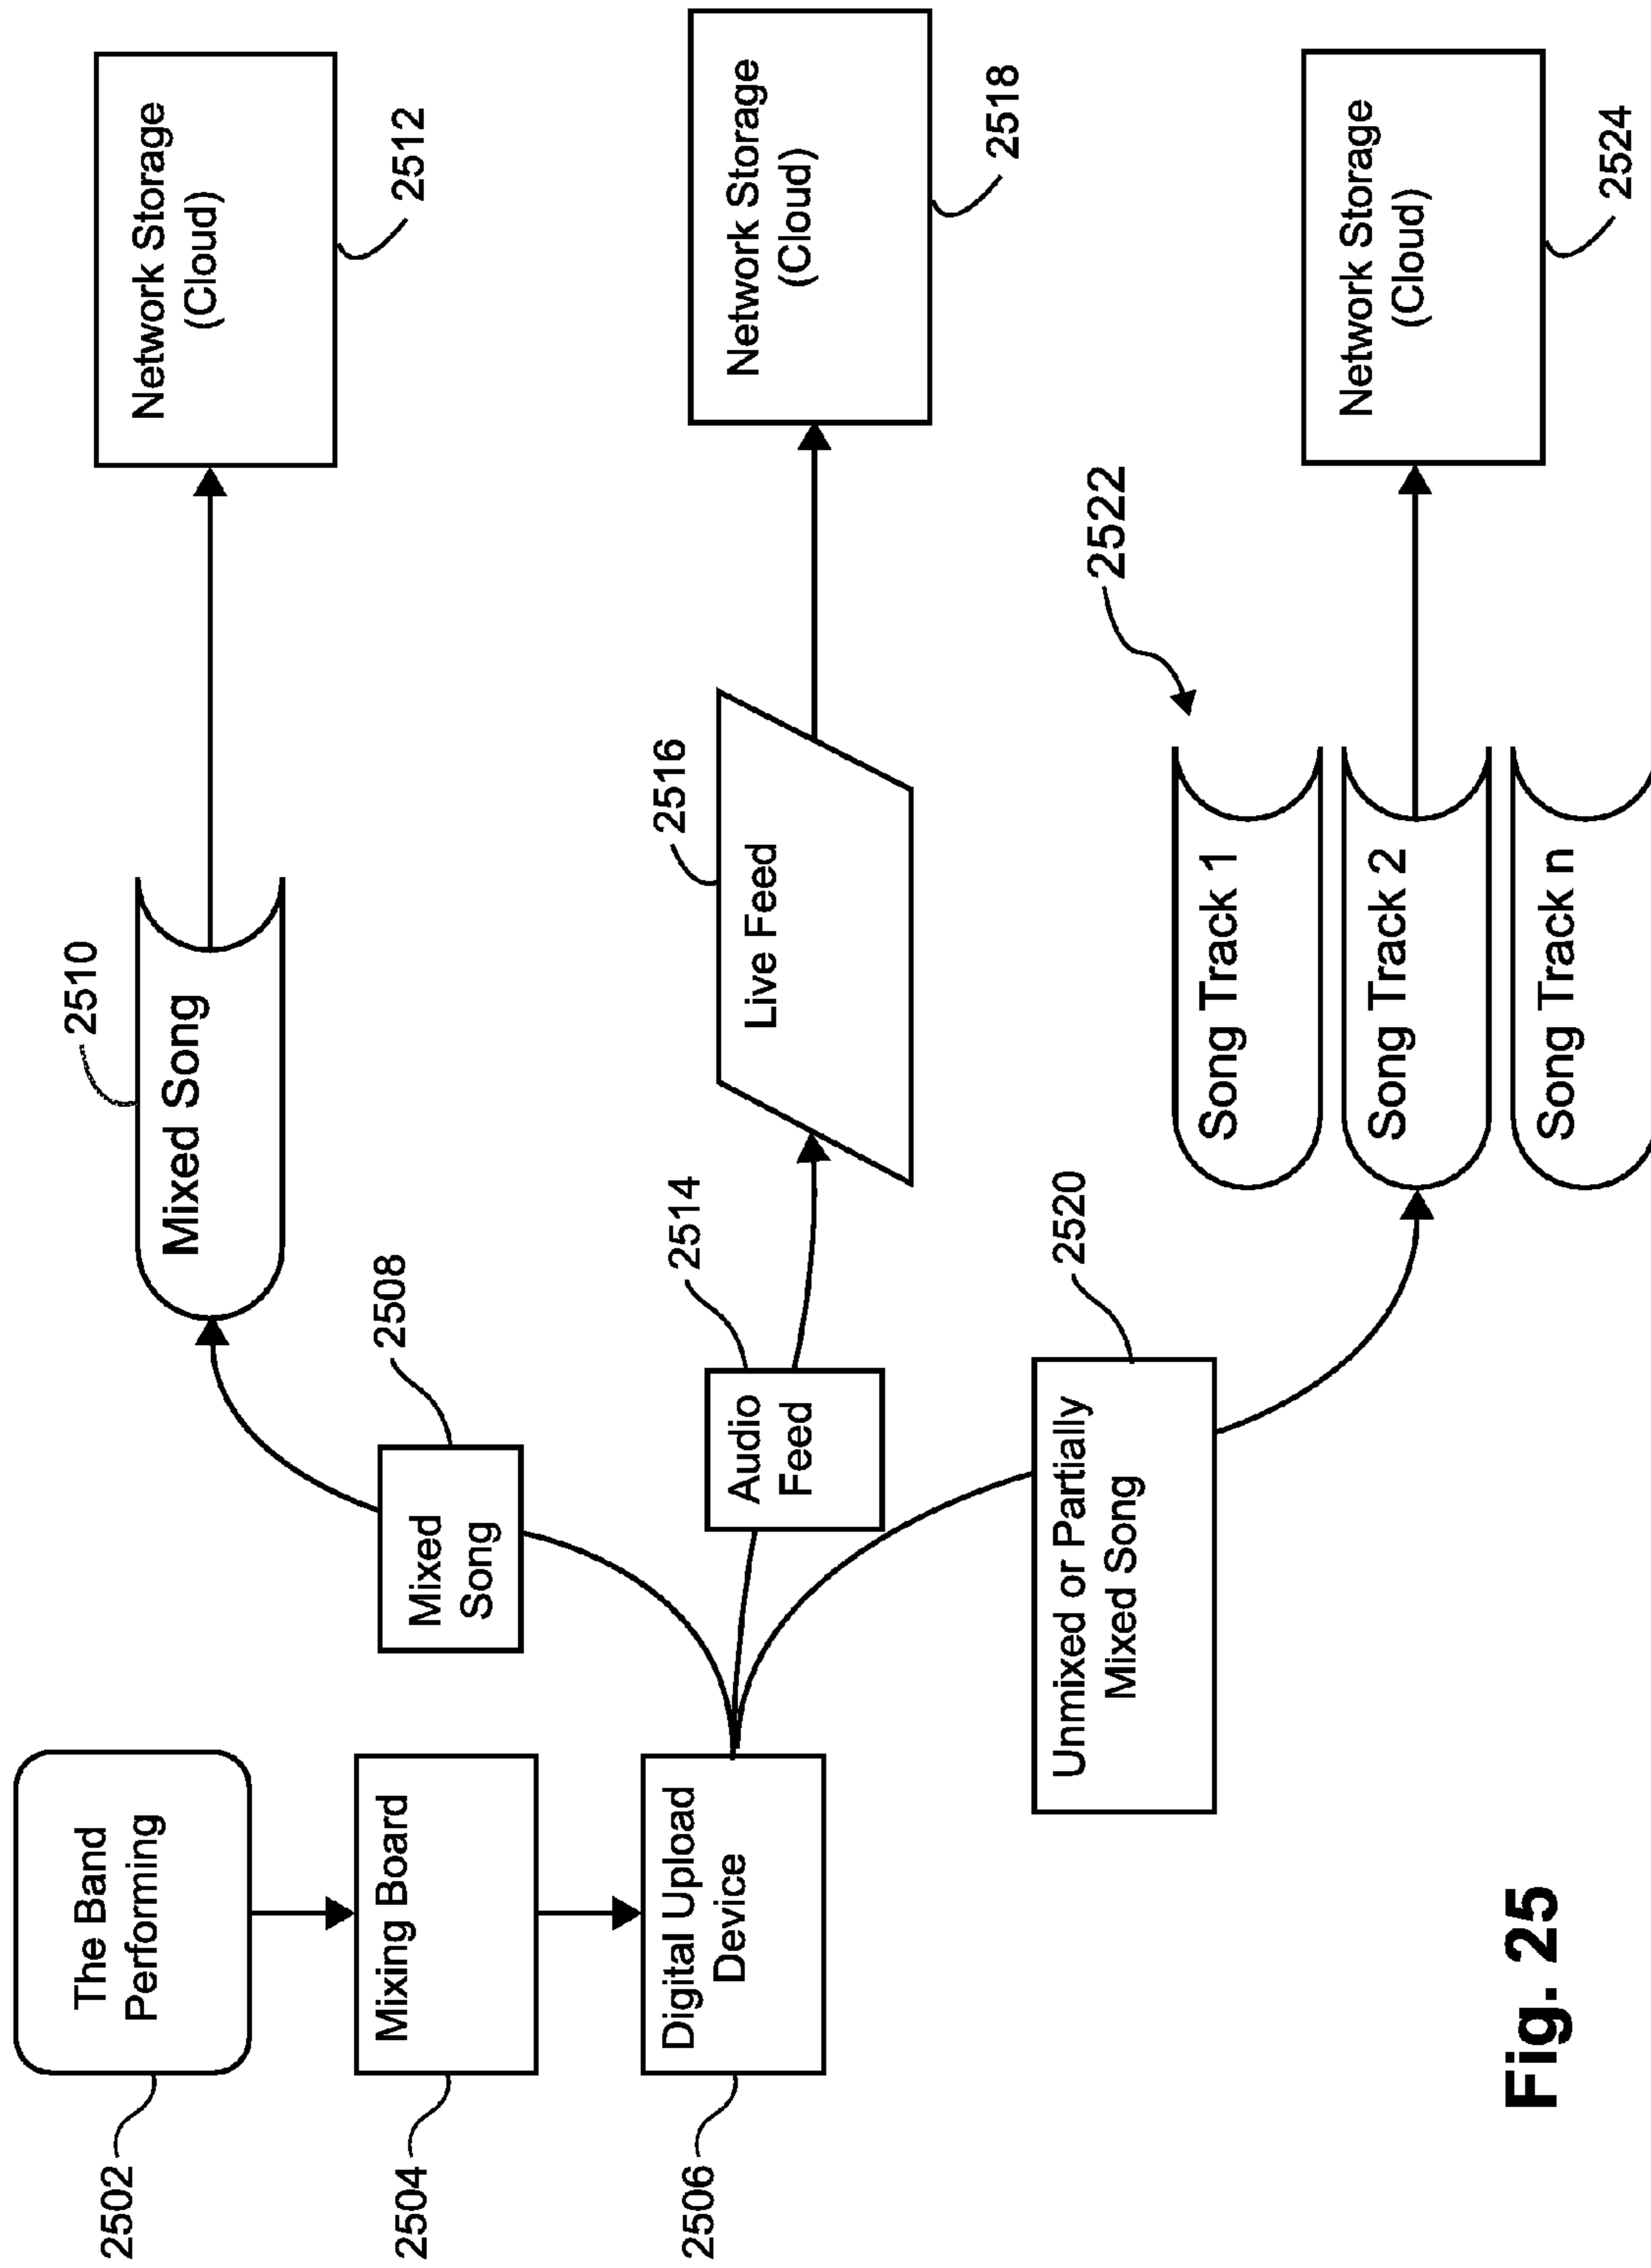 The Band
Performing
2502
Mixing Board
2504
Digital Upload
Device
2506
Mixed
Song
2508
Mixed Song
2510
Network Storage
(Cloud)
2512
Audio
Feed
2514
Live Feed
2516
Network Storage
(Cloud)
2518
Unmixed or Partially
Mixed Song
2520
Song Track 1
Song Track 2
Song Track n
2522
Network Storage
(Cloud)
2524
Fig. 25